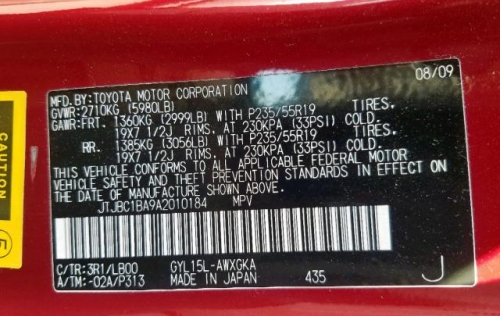 MFD.BY:TOYOTA MOTOR CORPORATION 08/09
GVWR:2710KG (5980LB)
GAWR:FRT. 1360KG (2999LB) WITH P235/55R19 TIRES.
19X7 1/2J RIMS. AT 230KPA (33PSI) COLD.
RR. 1385KG (3056LB) WITH P235/55R19 TIRES.
19X7 1/2J RIMS. AT 230KPA (33PSI) COLD.
THIS VEHICLE CONFORMS TO ALL APPLICABLE FEDERAL MOTOR
VEHICLE SAFETY AND THEFT PREVENTION STANDARDS IN EFFECT ON
THE DATE OF MANUFACTURE SHOWN ABOVE.
JTJBC1BA9A2010184 MPV
C/TR:3R1/LB00 GYL15L-AWXGKA
A/TM:-02A/P313 MADE IN JAPAN 435 J
CAUTION